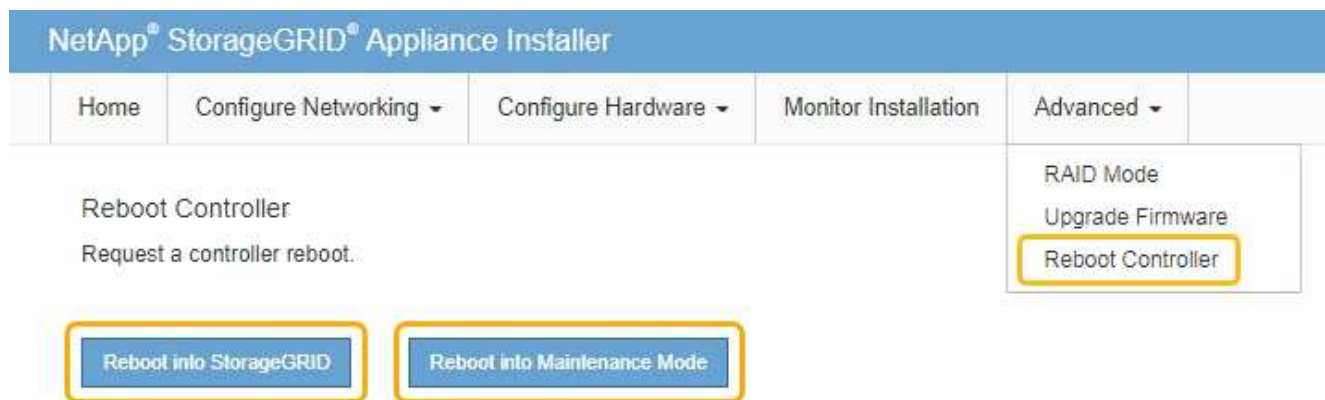 NetApp® StorageGRID® Appliance Installer
Home Configure Networking Configure Hardware Monitor Installation Advanced
RAID Mode
Upgrade Firmware
Reboot Controller
Reboot Controller
Request a controller reboot.
Reboot into StorageGRID Reboot into Maintenance Mode